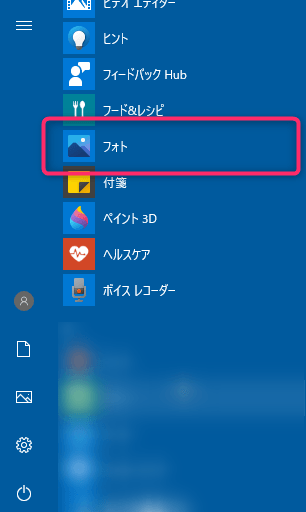 ビデオ エディター
ヒント
フィードバック Hub
フード&レシピ
フォト
付箋
ペイント 3D
ヘルスケア
ボイス レコーダー